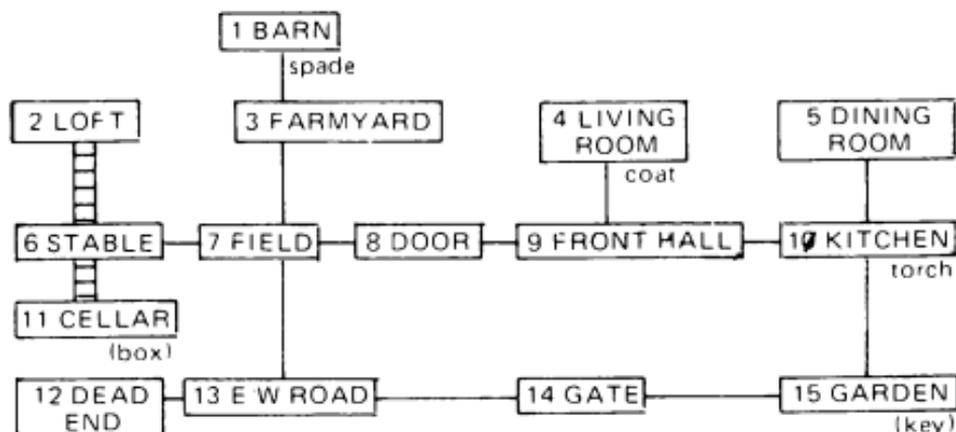 1 BARN
spade
2 LOFT
3 FARMYARD
4 LIVING
ROOM
coat
5 DINING
ROOM
6 STABLE
7 FIELD
8 DOOR
9 FRONT HALL
10 KITCHEN
torch
11 CELLAR
(box)
12 DEAD
END
13 E W ROAD
14 GATE
15 GARDEN
(key)